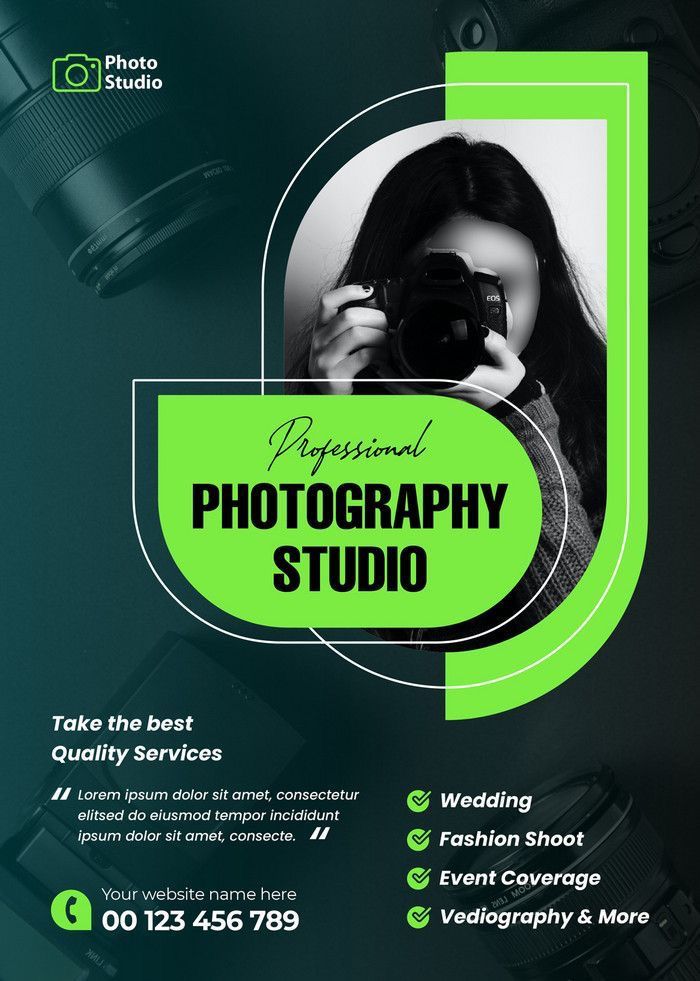 Photo
Studio
EOS
Professional
PHOTOGRAPHY
STUDIO
Take the best
Quality Services
“ Lorem ipsum dolor sit amet, consectetur
elitsed do eiusmod tempor incididunt
ipsum dolor sit amet, consecte. ”
Your website name here
00 123 456 789
Wedding
Fashion Shoot
Event Coverage
Vediography & More